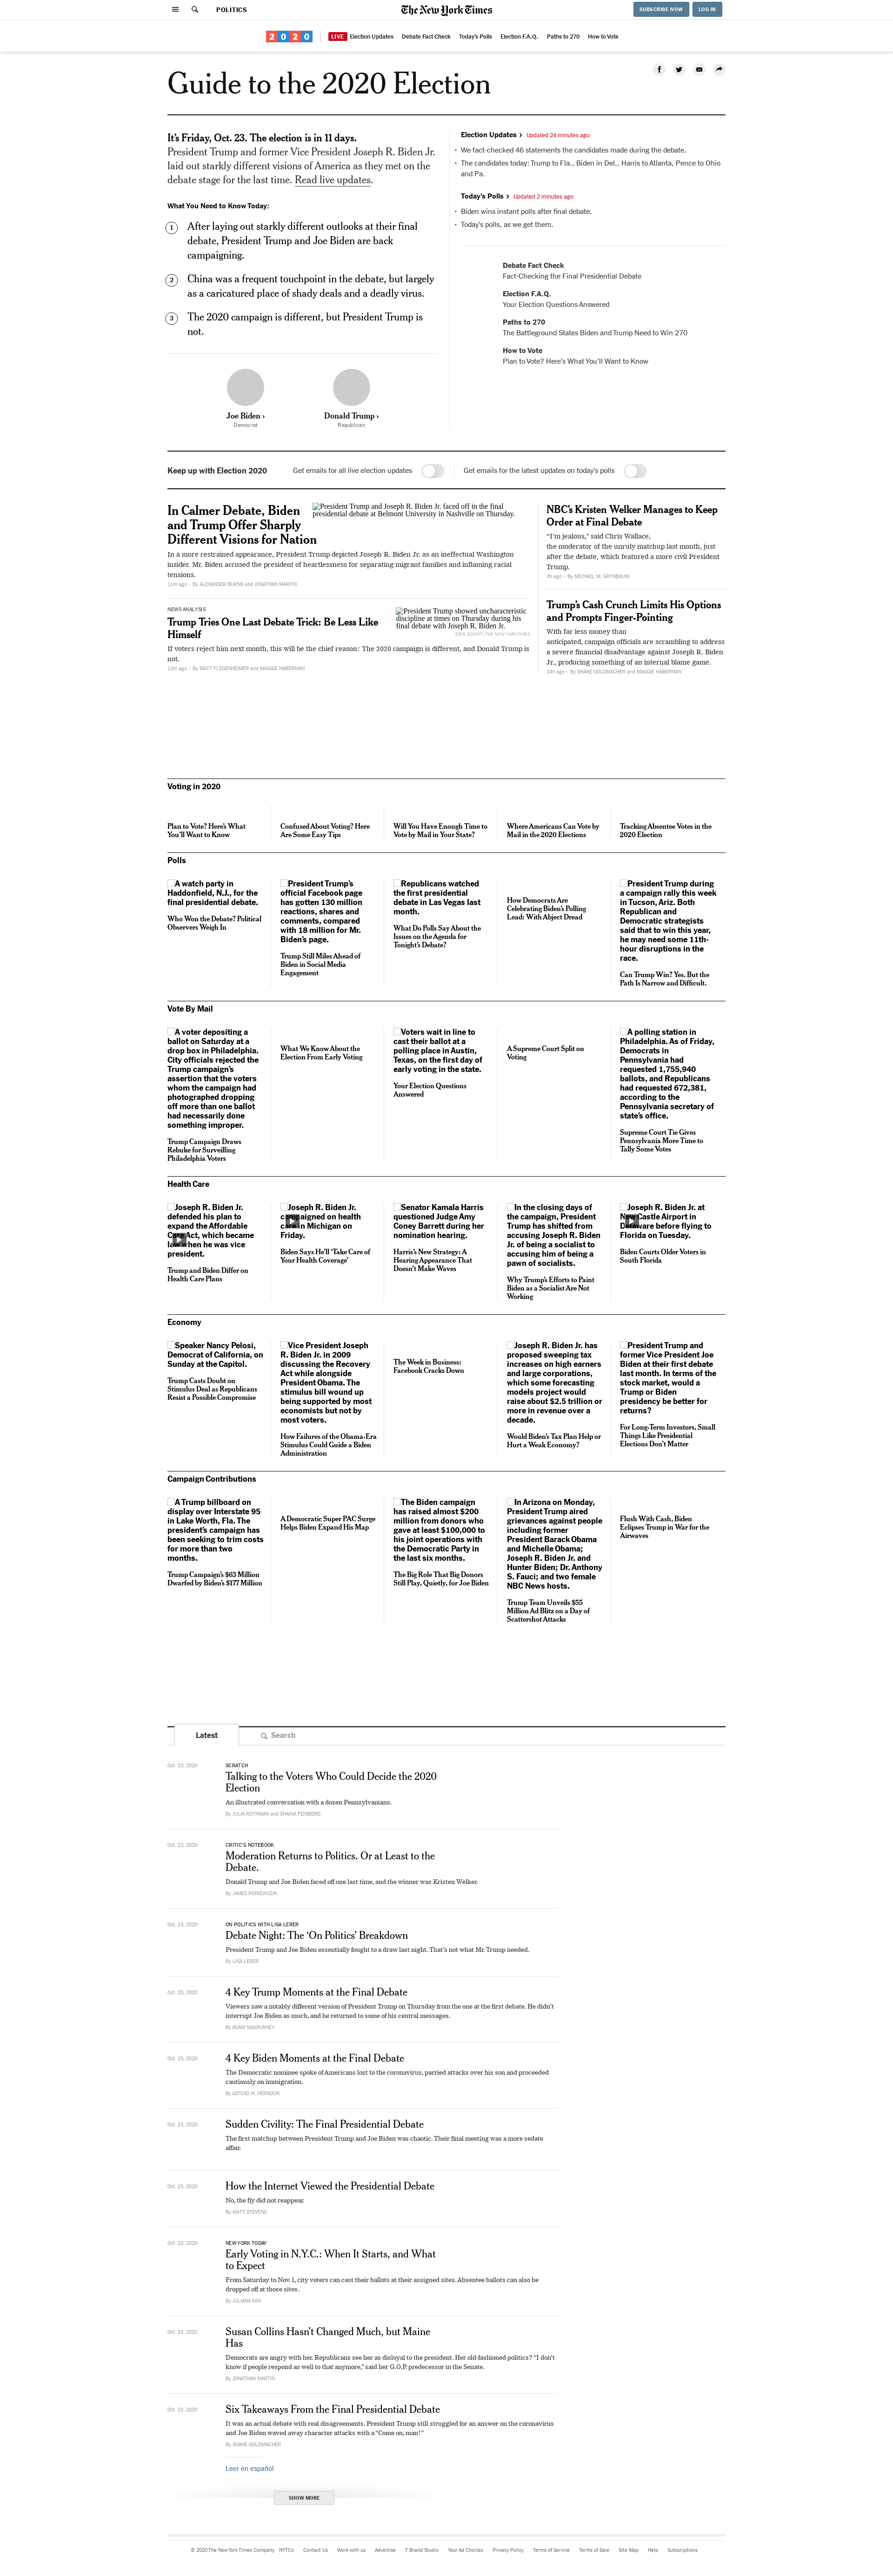 POLITICS
The New York Times
SUBSCRIBE NOW
LOG IN
2020
LIVE Election Updates
Debate Fact Check
Today's Polls
Election F.A.Q.
Paths to 270
How to Vote
Guide to the 2020 Election
It's Friday, Oct. 23. The election is in 11 days.
President Trump and former Vice President Joseph R. Biden Jr.
laid out starkly different visions of America as they met on the
debate stage for the last time. Read live updates.
What You Need to Know Today:
1 After laying out starkly different outlooks at their final
debate, President Trump and Joe Biden are back
campaigning.
2 China was a frequent touchpoint in the debate, but largely
as a caricatured place of shady deals and a deadly virus.
3 The 2020 campaign is different, but President Trump is
not.
Joe Biden ›
Democrat
Donald Trump ›
Republican
Election Updates › Updated 24 minutes ago
• We fact-checked 46 statements the candidates made during the debate.
• The candidates today: Trump to Fla., Biden in Del., Harris to Atlanta, Pence to Ohio
and Pa.
Today's Polls › Updated 2 minutes ago
• Biden wins instant polls after final debate.
• Today's polls, as we get them.
Debate Fact Check
Fact-Checking the Final Presidential Debate
Election F.A.Q.
Your Election Questions Answered
Paths to 270
The Battleground States Biden and Trump Need to Win 270
How to Vote
Plan to Vote? Here's What You'll Want to Know
Keep up with Election 2020
Get emails for all live election updates
Get emails for the latest updates on today's polls
In Calmer Debate, Biden
and Trump Offer Sharply
Different Visions for Nation
President Trump and Joseph R. Biden Jr. faced off in the final
presidential debate at Belmont University in Nashville on Thursday.
In a more restrained appearance, President Trump depicted Joseph R. Biden Jr. as an ineffectual Washington
insider. Mr. Biden accused the president of heartlessness for separating migrant families and inflaming racial
tensions.
11m ago • By ALEXANDER BURNS and JONATHAN MARTIN
NEWS ANALYSIS
Trump Tries One Last Debate Trick: Be Less Like
Himself
President Trump showed uncharacteristic
discipline at times on Thursday during his
final debate with Joseph R. Biden Jr.
ERIN SCHAFF/THE NEW YORK TIMES
If voters reject him next month, this will be the chief reason: The 2020 campaign is different, and Donald Trump is
not.
12m ago • By MATT FLEGENHEIMER and MAGGIE HABERMAN
NBC's Kristen Welker Manages to Keep
Order at Final Debate
"I'm jealous," said Chris Wallace,
the moderator of the unruly matchup last month, just
after the debate, which featured a more civil President
Trump.
3h ago • By MICHAEL M. GRYNBAUM
Trump's Cash Crunch Limits His Options
and Prompts Finger-Pointing
With far less money than
anticipated, campaign officials are scrambling to address
a severe financial disadvantage against Joseph R. Biden
Jr., producing something of an internal blame game.
14h ago • By SHANE GOLDMACHER and MAGGIE HABERMAN
Voting in 2020
Plan to Vote? Here's What
You'll Want to Know
Confused About Voting? Here
Are Some Easy Tips
Will You Have Enough Time to
Vote by Mail in Your State?
Where Americans Can Vote by
Mail in the 2020 Elections
Tracking Absentee Votes in the
2020 Election
Polls
A watch party in
Haddonfield, N.J., for the
final presidential debate.
Who Won the Debate? Political
Observers Weigh In
President Trump's
official Facebook page
has gotten 130 million
reactions, shares and
comments, compared
with 18 million for Mr.
Biden's page.
Trump Still Miles Ahead of
Biden in Social Media
Engagement
Republicans watched
the first presidential
debate in Las Vegas last
month.
What Do Polls Say About the
Issues on the Agenda for
Tonight's Debate?
How Democrats Are
Celebrating Biden's Polling
Lead: With Abject Dread
President Trump during
a campaign rally this week
in Tucson, Ariz. Both
Republican and
Democratic strategists
said that to win this year,
he may need some 11th-
hour disruptions in the
race.
Can Trump Win? Yes. But the
Path Is Narrow and Difficult.
Vote By Mail
A voter depositing a
ballot on Saturday at a
drop box in Philadelphia.
City officials rejected the
Trump campaign's
assertion that the voters
whom the campaign had
photographed dropping
off more than one ballot
had necessarily done
something improper.
Trump Campaign Draws
Rebuke for Surveilling
Philadelphia Voters
What We Know About the
Election From Early Voting
Voters wait in line to
cast their ballot at a
polling place in Austin,
Texas, on the first day of
early voting in the state.
Your Election Questions
Answered
A Supreme Court Split on
Voting
A polling station in
Philadelphia. As of Friday,
Democrats in
Pennsylvania had
requested 1,755,940
ballots, and Republicans
had requested 672,381,
according to the
Pennsylvania secretary of
state's office.
Supreme Court Tie Gives
Pennsylvania More Time to
Tally Some Votes
Health Care
Joseph R. Biden Jr.
defended his plan to
expand the Affordable
Care Act, which became
law when he was vice
president.
Trump and Biden Differ on
Health Care Plans
Joseph R. Biden Jr.
campaigned on health
care in Michigan on
Friday.
Biden Says He'll 'Take Care of
Your Health Coverage'
Senator Kamala Harris
questioned Judge Amy
Coney Barrett during her
nomination hearing.
Harris's New Strategy: A
Hearing Appearance That
Doesn't Make Waves
In the closing days of
the campaign, President
Trump has shifted from
accusing Joseph R. Biden
Jr. of being a socialist to
accusing him of being a
pawn of socialists.
Why Trump's Efforts to Paint
Biden as a Socialist Are Not
Working
Joseph R. Biden Jr. at
New Castle Airport in
Delaware before flying to
Florida on Tuesday.
Biden Courts Older Voters in
South Florida
Economy
Speaker Nancy Pelosi,
Democrat of California, on
Sunday at the Capitol.
Trump Casts Doubt on
Stimulus Deal as Republicans
Resist a Possible Compromise
Vice President Joseph
R. Biden Jr. in 2009
discussing the Recovery
Act while alongside
President Obama. The
stimulus bill wound up
being supported by most
economists but not by
most voters.
How Failures of the Obama-Era
Stimulus Could Guide a Biden
Administration
The Week in Business:
Facebook Cracks Down
Joseph R. Biden Jr. has
proposed sweeping tax
increases on high earners
and large corporations,
which some forecasting
models project would
raise about $2.5 trillion or
more in revenue over a
decade.
Would Biden's Tax Plan Help or
Hurt a Weak Economy?
President Trump and
former Vice President Joe
Biden at their first debate
last month. In terms of the
stock market, would a
Trump or Biden
presidency be better for
returns?
For Long-Term Investors, Small
Things Like Presidential
Elections Don't Matter
Campaign Contributions
A Trump billboard on
display over Interstate 95
in Lake Worth, Fla. The
president's campaign has
been seeking to trim costs
for more than two
months.
Trump Campaign's $63 Million
Dwarfed by Biden's $177 Million
A Democratic Super PAC Surge
Helps Biden Expand His Map
The Biden campaign
has raised almost $200
million from donors who
gave at least $100,000 to
his joint operations with
the Democratic Party in
the last six months.
The Big Role That Big Donors
Still Play, Quietly, for Joe Biden
In Arizona on Monday,
President Trump aired
grievances against people
including former
President Barack Obama
and Michelle Obama;
Joseph R. Biden Jr. and
Hunter Biden; Dr. Anthony
S. Fauci; and two female
NBC News hosts.
Trump Team Unveils $55
Million Ad Blitz on a Day of
Scattershot Attacks
Flush With Cash, Biden
Eclipses Trump in War for the
Airwaves
Latest
Search
Oct. 23, 2020
SCRATCH
Talking to the Voters Who Could Decide the 2020
Election
An illustrated conversation with a dozen Pennsylvanians.
By JULIA ROTHMAN and SHAINA FEINBERG
Oct. 23, 2020
CRITIC'S NOTEBOOK
Moderation Returns to Politics. Or at Least to the
Debate.
Donald Trump and Joe Biden faced off one last time, and the winner was Kristen Welker.
By JAMES PONIEWOZIK
Oct. 23, 2020
ON POLITICS WITH LISA LERER
Debate Night: The 'On Politics' Breakdown
President Trump and Joe Biden essentially fought to a draw last night. That's not what Mr. Trump needed.
By LISA LERER
Oct. 23, 2020
4 Key Trump Moments at the Final Debate
Viewers saw a notably different version of President Trump on Thursday from the one at the first debate. He didn't
interrupt Joe Biden as much, and he returned to some of his central messages.
By ADAM NAGOURNEY
Oct. 23, 2020
4 Key Biden Moments at the Final Debate
The Democratic nominee spoke of Americans lost to the coronavirus, parried attacks over his son and proceeded
cautiously on immigration.
By ASTEAD W. HERNDON
Oct. 23, 2020
Sudden Civility: The Final Presidential Debate
The first matchup between President Trump and Joe Biden was chaotic. Their final meeting was a more sedate
affair.
Oct. 23, 2020
How the Internet Viewed the Presidential Debate
No, the fly did not reappear.
By MATT STEVENS
Oct. 23, 2020
NEW YORK TODAY
Early Voting in N.Y.C.: When It Starts, and What
to Expect
From Saturday to Nov. 1, city voters can cast their ballots at their assigned sites. Absentee ballots can also be
dropped off at those sites.
By JULIANA KIM
Oct. 23, 2020
Susan Collins Hasn't Changed Much, but Maine
Has
Democrats are angry with her. Republicans see her as disloyal to the president. Her old-fashioned politics? "I don't
know if people respond as well to that anymore," said her G.O.P. predecessor in the Senate.
By JONATHAN MARTIN
Oct. 23, 2020
Six Takeaways From the Final Presidential Debate
It was an actual debate with real disagreements. President Trump still struggled for an answer on the coronavirus
and Joe Biden waved away character attacks with a "Come on, man!"
By SHANE GOLDMACHER
Leer en español
SHOW MORE
© 2020 The New York Times Company
NYTCo
Contact Us
Work with us
Advertise
T Brand Studio
Your Ad Choices
Privacy Policy
Terms of Service
Terms of Sale
Site Map
Help
Subscriptions